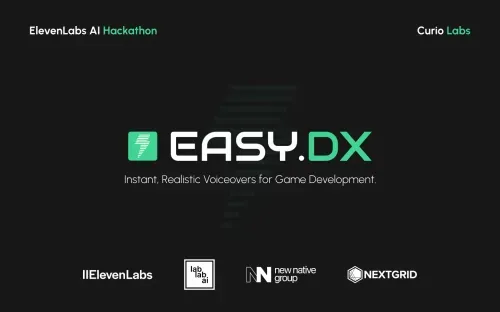 ElevenLabs AI Hackathon
Curio Labs
EASY.DX
Instant, Realistic Voiceovers for Game Development.
IIElevenLabs
lab
lab
.ai
new native
group
NEXTGRID